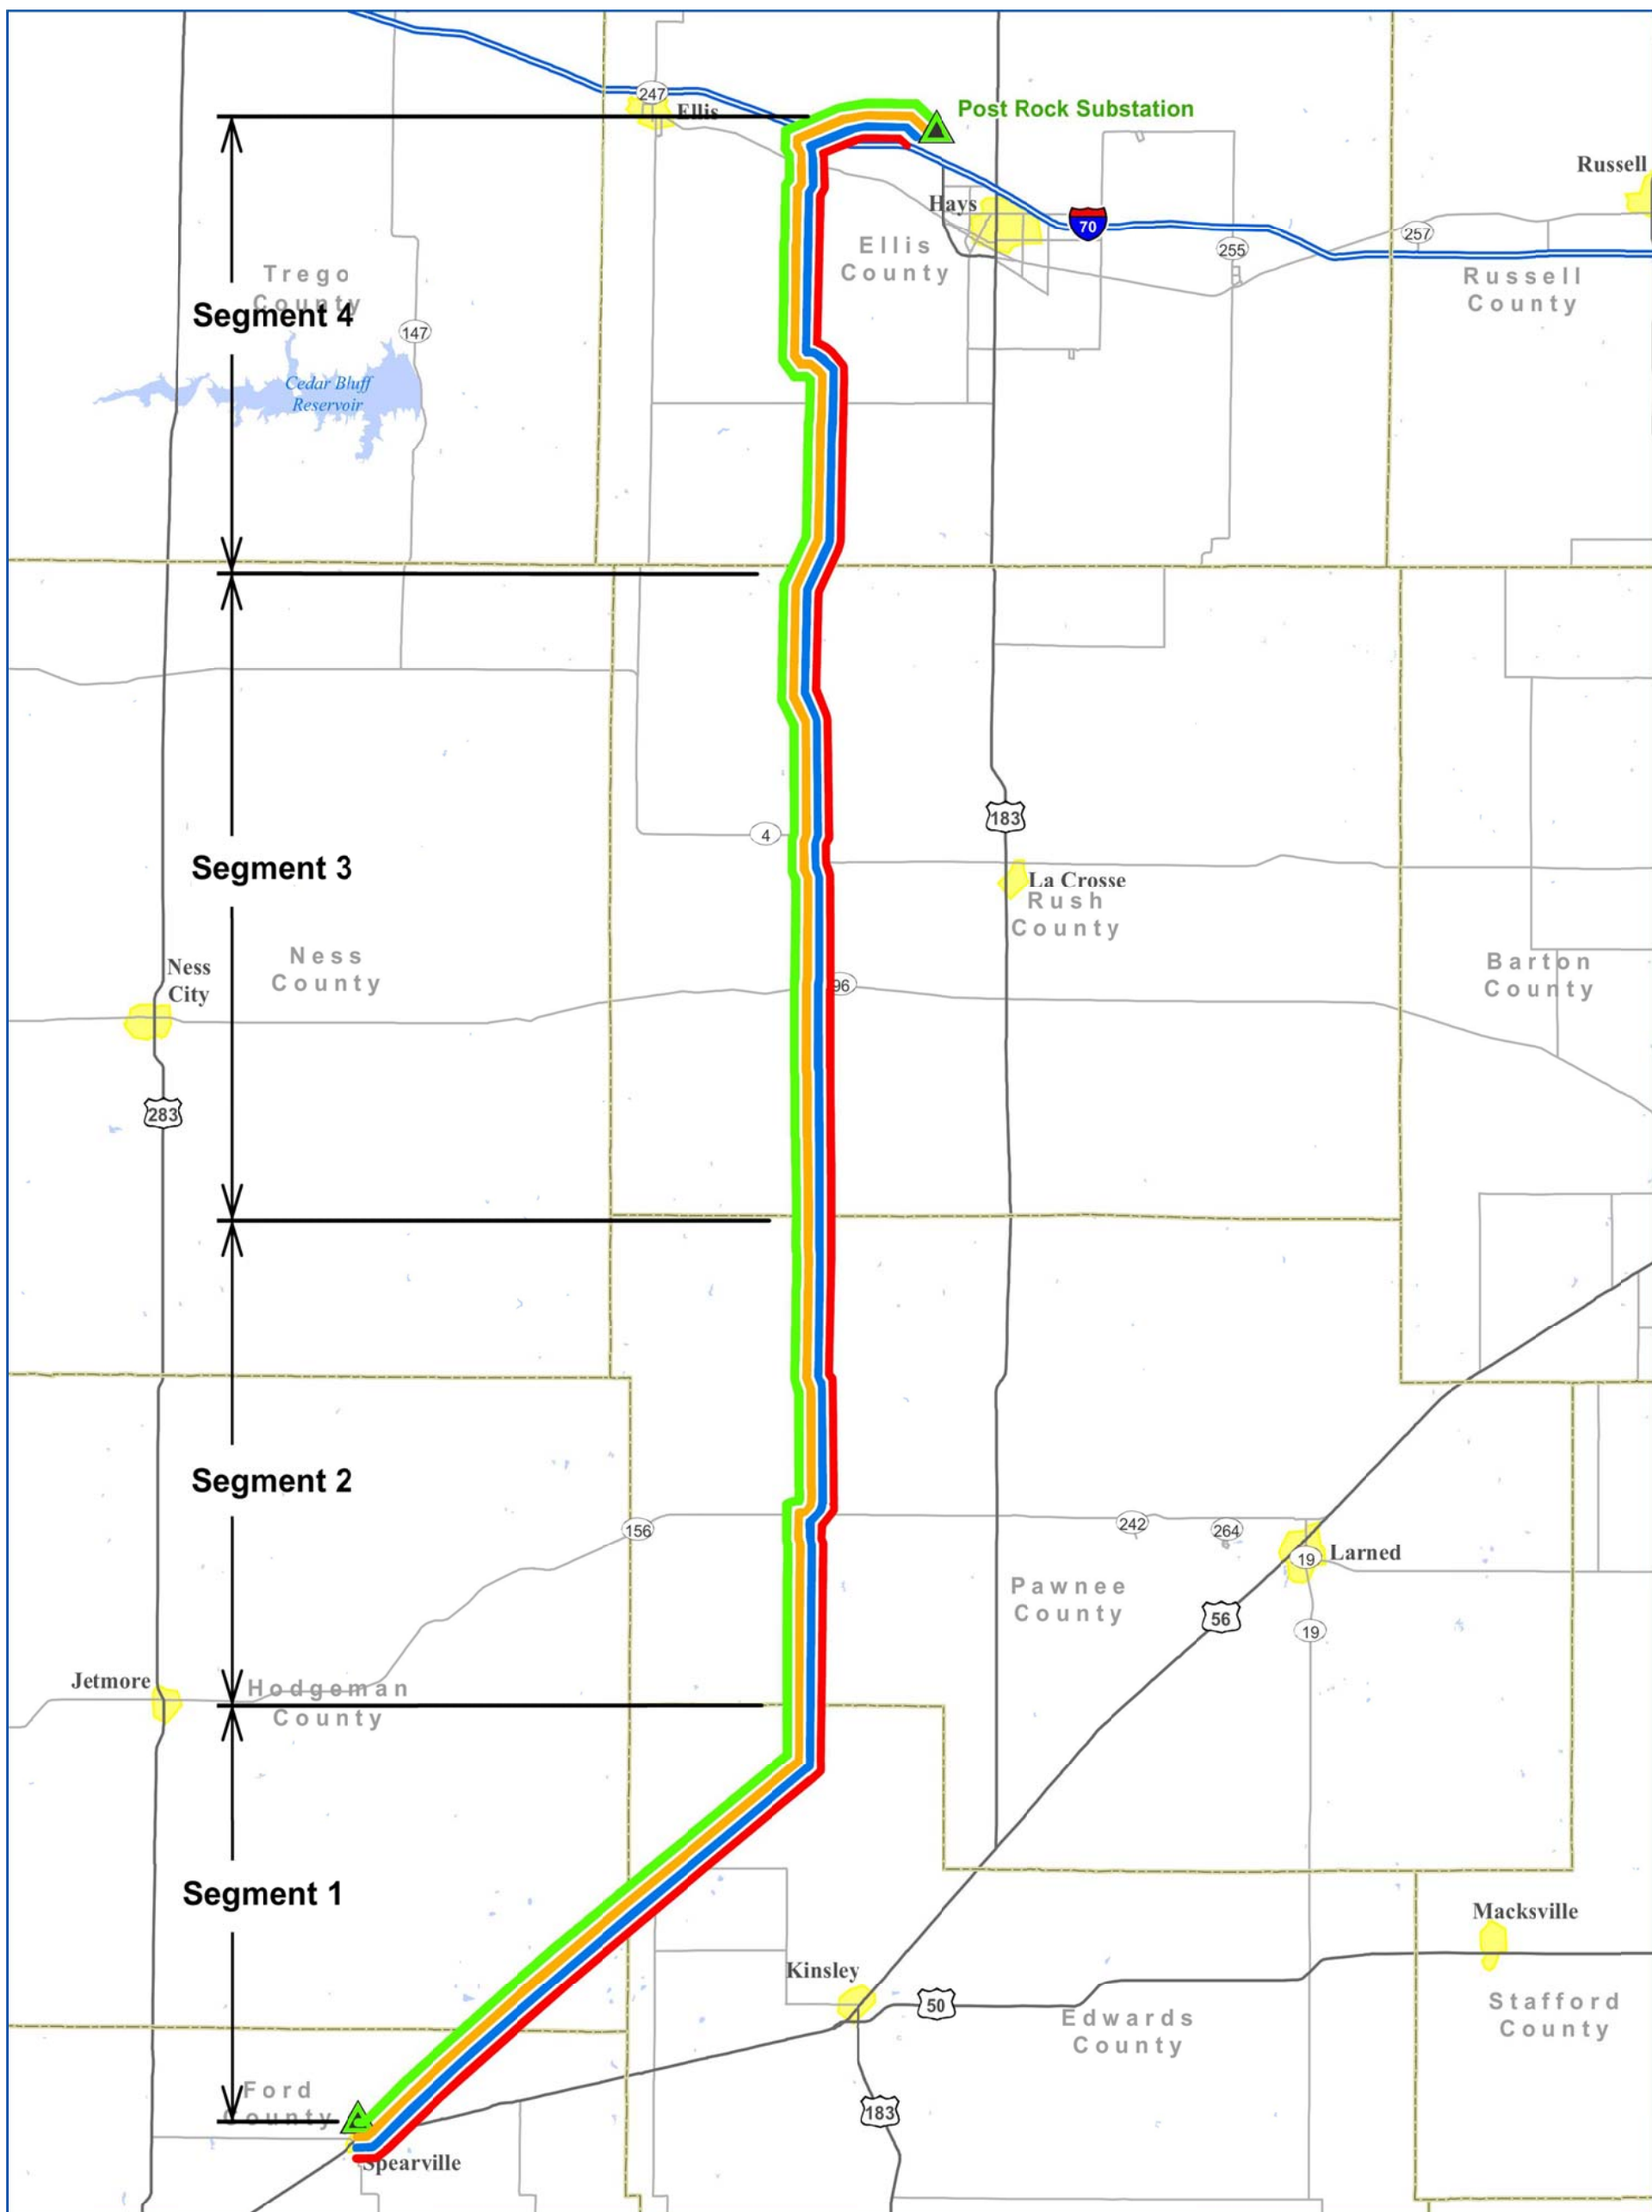 247
Ellis
Post Rock Substation
Russell
Hays
70
257
255
Ellis
County
Trego
County
Russell
County
Segment 4
147
Cedar Bluff
Reservoir
183
4
Segment 3
La Crosse
Rush
County
Ness
County
Barton
County
Ness
City
96
283
Segment 2
156
242
264
19
Larned
Pawnee
County
56
19
Jetmore
Hodgeman
County
Segment 1
Macksville
Kinsley
50
Edwards
County
Stafford
County
Ford
County
183
Spearville